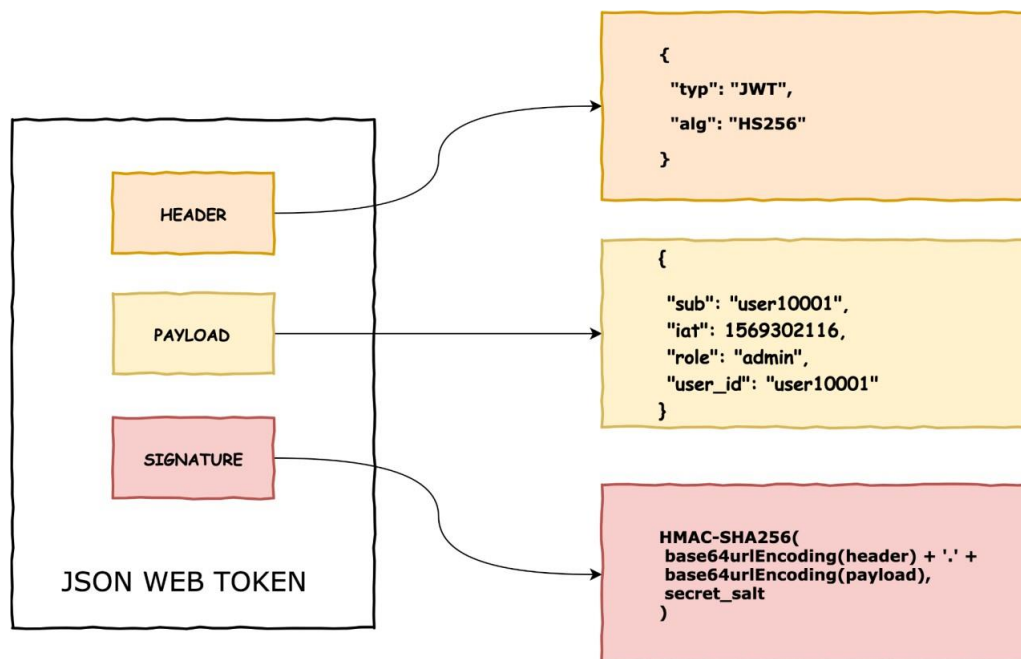 HEADER
PAYLOAD
SIGNATURE
JSON WEB TOKEN
{
"typ": "JWT",
"alg": "HS256"
}
{
"sub": "user10001",
"iat": 1569302116,
"role": "admin",
"user_id": "user10001"
}
HMAC-SHA256(
base64urlEncoding(header) + '.' +
base64urlEncoding(payload),
secret_salt
)